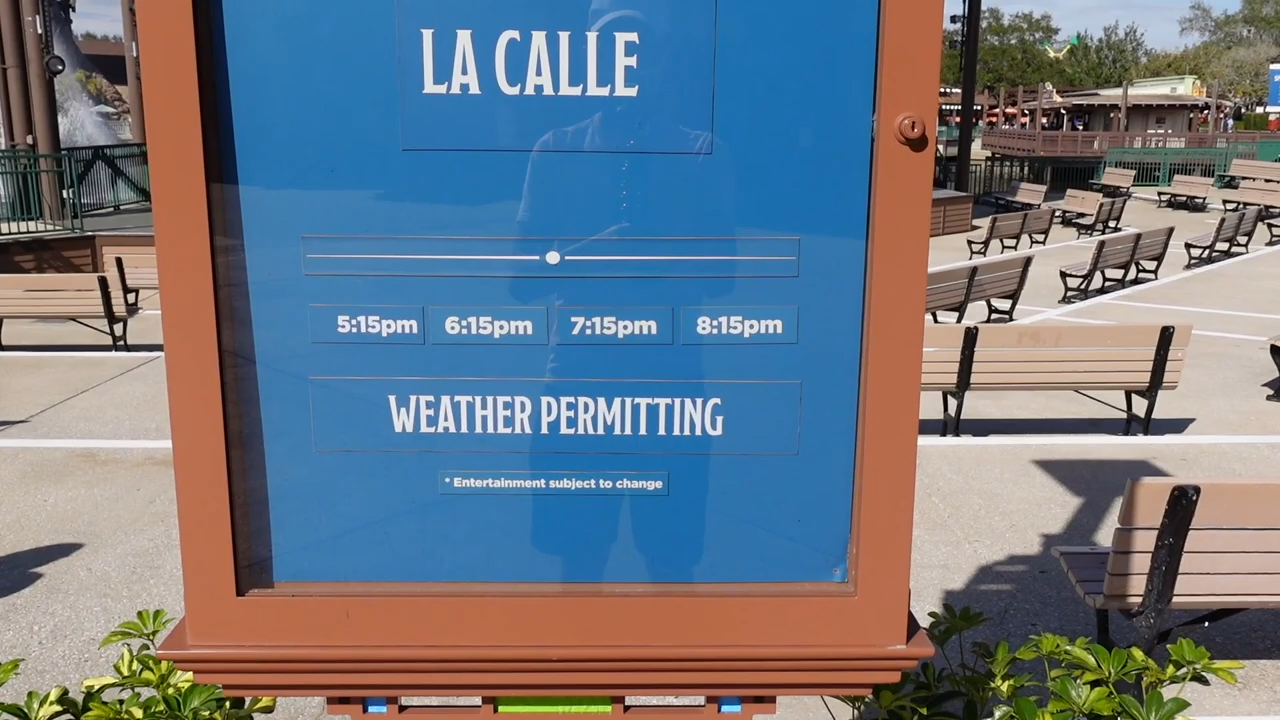 LA CALLE
5:15pm 6:15pm 7:15pm 8:15pm
WEATHER PERMITTING
* Entertainment subject to change